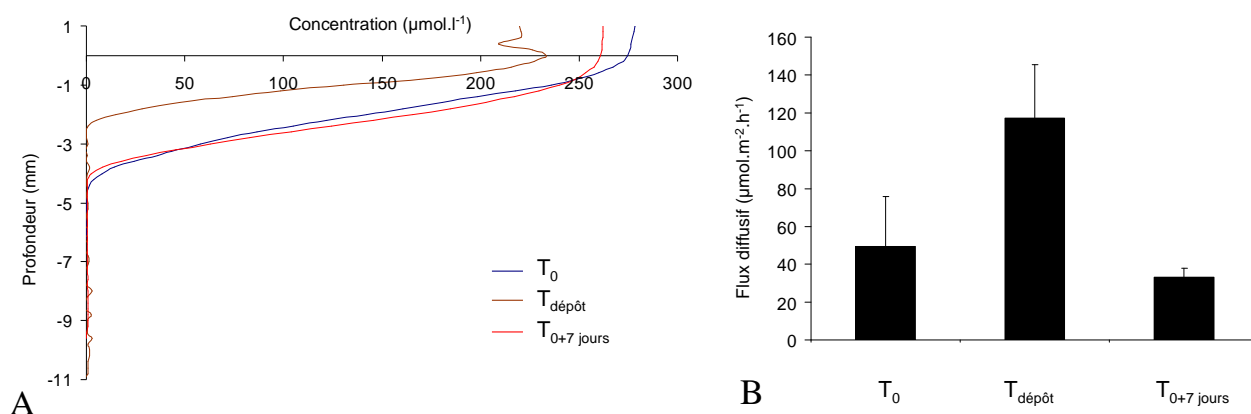 Concentration (µmol.l-1)
1
0 50 100 150 200 250 300
-1
-3
-5
-7
-9
-11
Profondeur (mm)
T0
Tdépôt
T0+7 jours
A
160
140
120
100
80
60
40
20
0
Flux diffusif (µmol.m-2.h-1)
T0 Tdépôt T0+7 jours
B